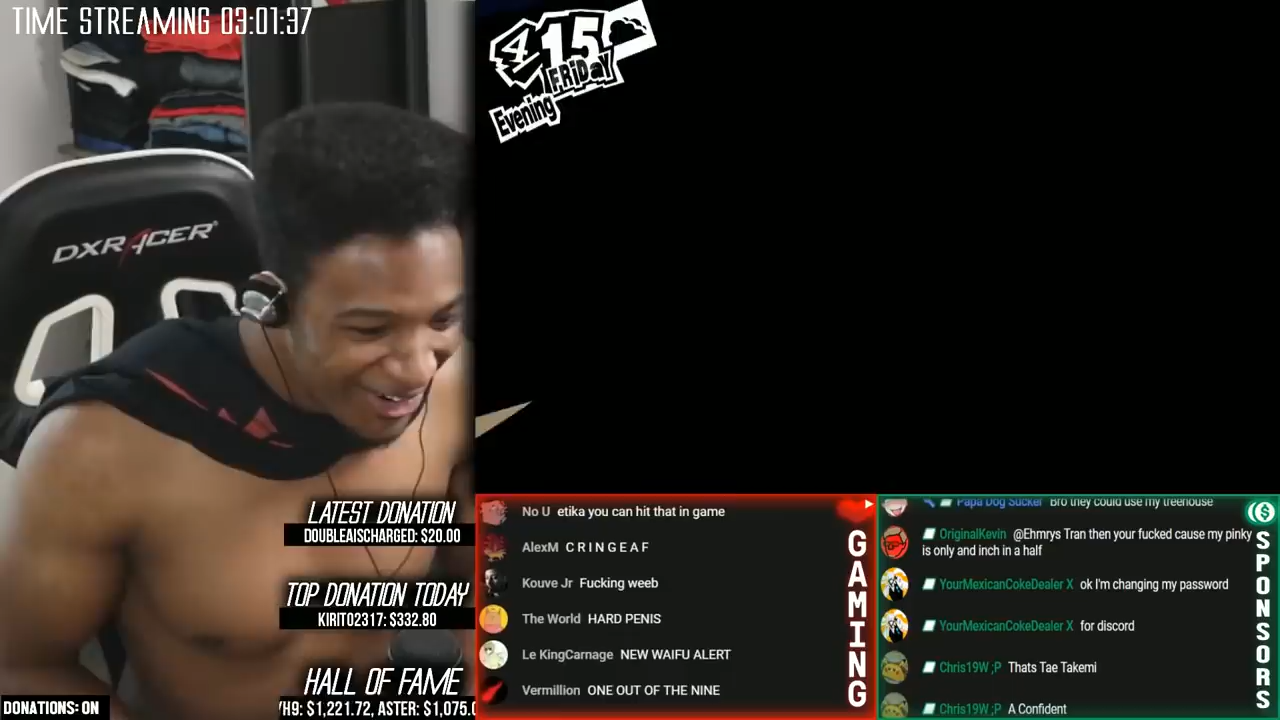 TIME STREAMING 03:01:37
DXRACER
4 15
FRiDaY
Evening
LATEST DONATION
DOUBLEAISCHARGED: $20.00
TOP DONATION TODAY
KIRITO2317: $332.80
HALL OF FAME
/H9: $1,221.72, ASTER: $1,075.0
DONATIONS: ON
No U etika you can hit that in game
AlexM C R I N G E A F
Kouve Jr Fucking weeb
The World HARD PENIS
Le KingCarnage NEW WAIFU ALERT
Vermillion ONE OUT OF THE NINE
GAMING
Papa Dog Sucker Bro they could use my treehouse
OriginalKevin @Ehmrys Tran then your fucked cause my pinky
is only and inch in a half
YourMexicanCokeDealer X ok I'm changing my password
YourMexicanCokeDealer X for discord
Chris19W ;P Thats Tae Takemi
Chris19W ;P A Confident
SPONSORS